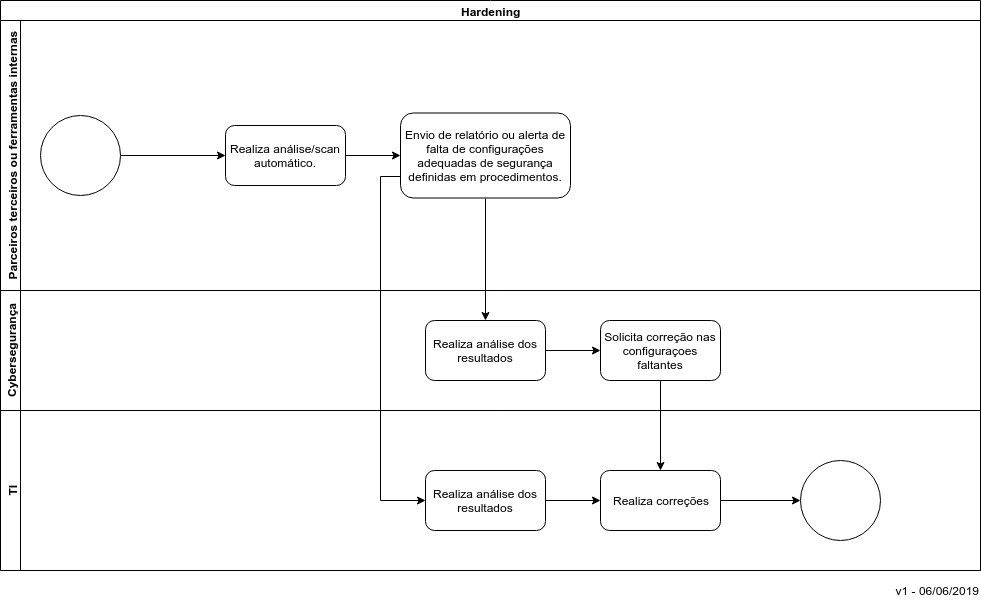 Hardening
Parceiros terceiros ou ferramentas internas
Realiza análise/scan
automático.
Envio de relatório ou alerta de
falta de configurações
adequadas de segurança
definidas em procedimentos.
Cybersegurança
Realiza análise dos
resultados
Solicita correção nas
configuraçoes
faltantes
TI
Realiza análise dos
resultados
Realiza correções
v1 - 06/06/2019